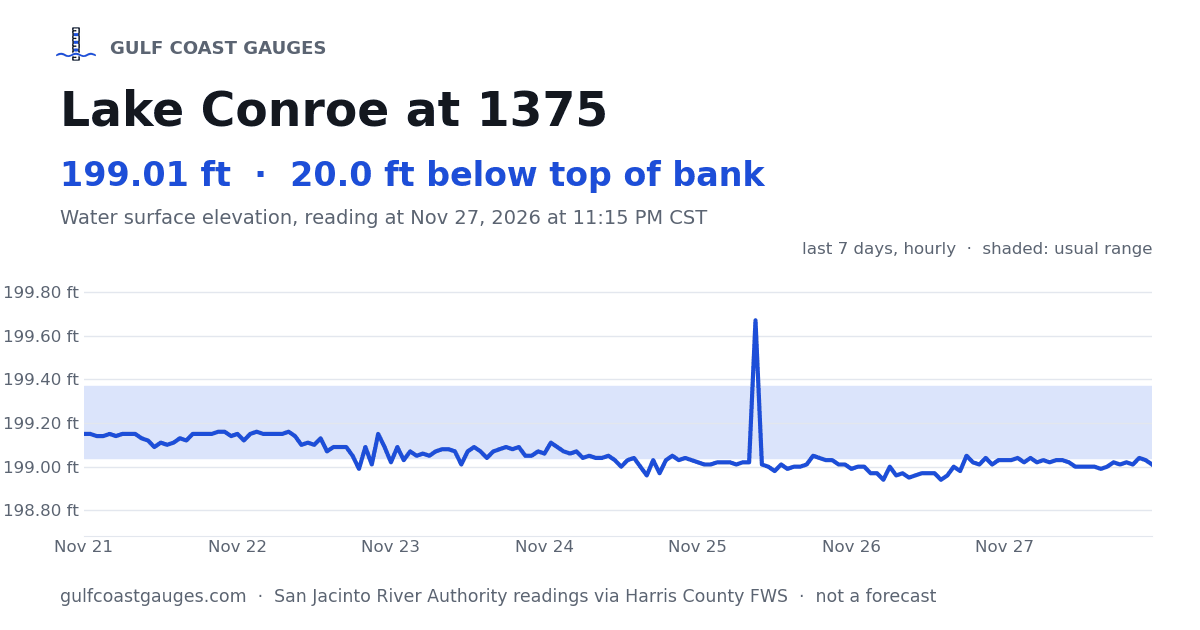 GULF COAST GAUGES
Lake Conroe at 1375
199.01 ft · 20.0 ft below top of bank
Water surface elevation, reading at Nov 27, 2026 at 11:15 PM CST
last 7 days, hourly · shaded: usual range
199.80 ft
199.60 ft
199.40 ft
199.20 ft
199.00 ft
198.80 ft
Nov 21 Nov 22 Nov 23 Nov 24 Nov 25 Nov 26 Nov 27
gulfcoastgauges.com · San Jacinto River Authority readings via Harris County FWS · not a forecast